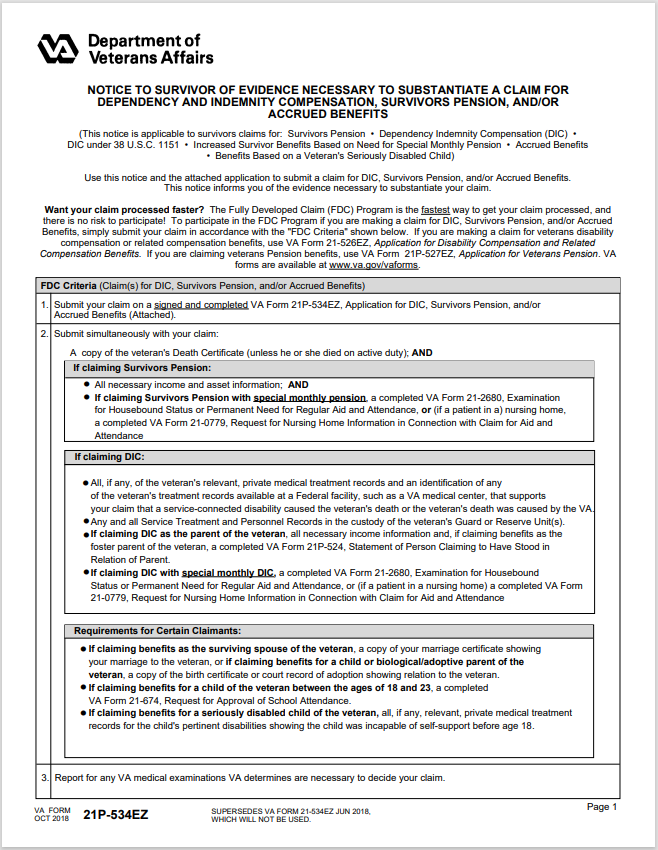 VA
Department of
Veterans Affairs
NOTICE TO SURVIVOR OF EVIDENCE NECESSARY TO SUBSTANTIATE A CLAIM FOR
DEPENDENCY AND INDEMNITY COMPENSATION, SURVIVORS PENSION, AND/OR
ACCRUED BENEFITS
(This notice is applicable to survivors claims for: Survivors Pension • Dependency Indemnity Compensation (DIC) •
DIC under 38 U.S.C. 1151 • Increased Survivor Benefits Based on Need for Special Monthly Pension • Accrued Benefits
• Benefits Based on a Veteran's Seriously Disabled Child)
Use this notice and the attached application to submit a claim for DIC, Survivors Pension, and/or Accrued Benefits.
This notice informs you of the evidence necessary to substantiate your claim.
Want your claim processed faster? The Fully Developed Claim (FDC) Program is the fastest way to get your claim processed, and
there is no risk to participate! To participate in the FDC Program if you are making a claim for DIC, Survivors Pension, and/or Accrued
Benefits, simply submit your claim in accordance with the "FDC Criteria" shown below. If you are making a claim for veterans disability
compensation or related compensation benefits, use VA Form 21-526EZ, Application for Disability Compensation and Related
Compensation Benefits. If you are claiming veterans Pension benefits, use VA Form 21P-527EZ, Application for Veterans Pension. VA
forms are available at www.va.gov/vaforms.
FDC Criteria (Claim(s) for DIC, Survivors Pension, and/or Accrued Benefits)
1. Submit your claim on a signed and completed VA Form 21P-534EZ, Application for DIC, Survivors Pension, and/or
Accrued Benefits (Attached).
2. Submit simultaneously with your claim:
A copy of the veteran's Death Certificate (unless he or she died on active duty); AND
If claiming Survivors Pension:
● All necessary income and asset information; AND
● If claiming Survivors Pension with special monthly pension, a completed VA Form 21-2680, Examination
for Housebound Status or Permanent Need for Regular Aid and Attendance, or (if a patient in a) nursing home,
a completed VA Form 21-0779, Request for Nursing Home Information in Connection with Claim for Aid and
Attendance
If claiming DIC:
● All, if any, of the veteran's relevant, private medical treatment records and an identification of any
of the veteran's treatment records available at a Federal facility, such as a VA medical center, that supports
your claim that a service-connected disability caused the veteran's death or the veteran's death was caused by the VA.
● Any and all Service Treatment and Personnel Records in the custody of the veteran's Guard or Reserve Unit(s).
● If claiming DIC as the parent of the veteran, all necessary income information and, if claiming benefits as the
foster parent of the veteran, a completed VA Form 21P-524, Statement of Person Claiming to Have Stood in
Relation of Parent.
● If claiming DIC with special monthly DIC, a completed VA Form 21-2680, Examination for Housebound
Status or Permanent Need for Regular Aid and Attendance, or (if a patient in a nursing home) a completed VA Form
21-0779, Request for Nursing Home Information in Connection with Claim for Aid and Attendance
Requirements for Certain Claimants:
● If claiming benefits as the surviving spouse of the veteran, a copy of your marriage certificate showing
your marriage to the veteran, or if claiming benefits for a child or biological/adoptive parent of the
veteran, a copy of the birth certificate or court record of adoption showing relation to the veteran.
● If claiming benefits for a child of the veteran between the ages of 18 and 23, a completed
VA Form 21-674, Request for Approval of School Attendance.
● If claiming benefits for a seriously disabled child of the veteran, all, if any, relevant, private medical treatment
records for the child's pertinent disabilities showing the child was incapable of self-support before age 18.
3. Report for any VA medical examinations VA determines are necessary to decide your claim.
VA FORM
OCT 2018
21P-534EZ
SUPERSEDES VA FORM 21-534EZ JUN 2018,
WHICH WILL NOT BE USED.
Page 1